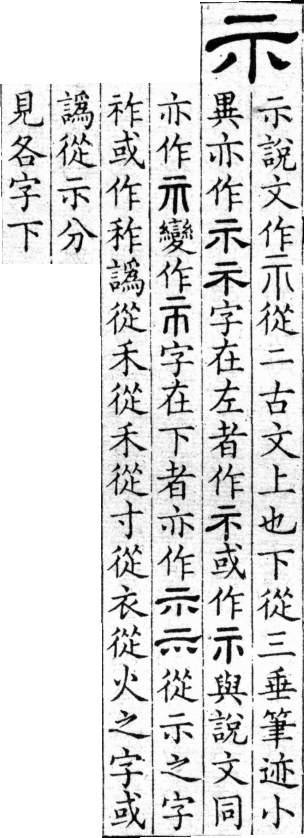 示
示說文作示從二古文上也下從三垂筆迹小
異亦作示示字在左者作示或作示與說文同
亦作示變作示字在下者亦作示示從示之字
祚或作秨譌從禾從禾從寸從衣從火之字或
譌從示分
見各字下